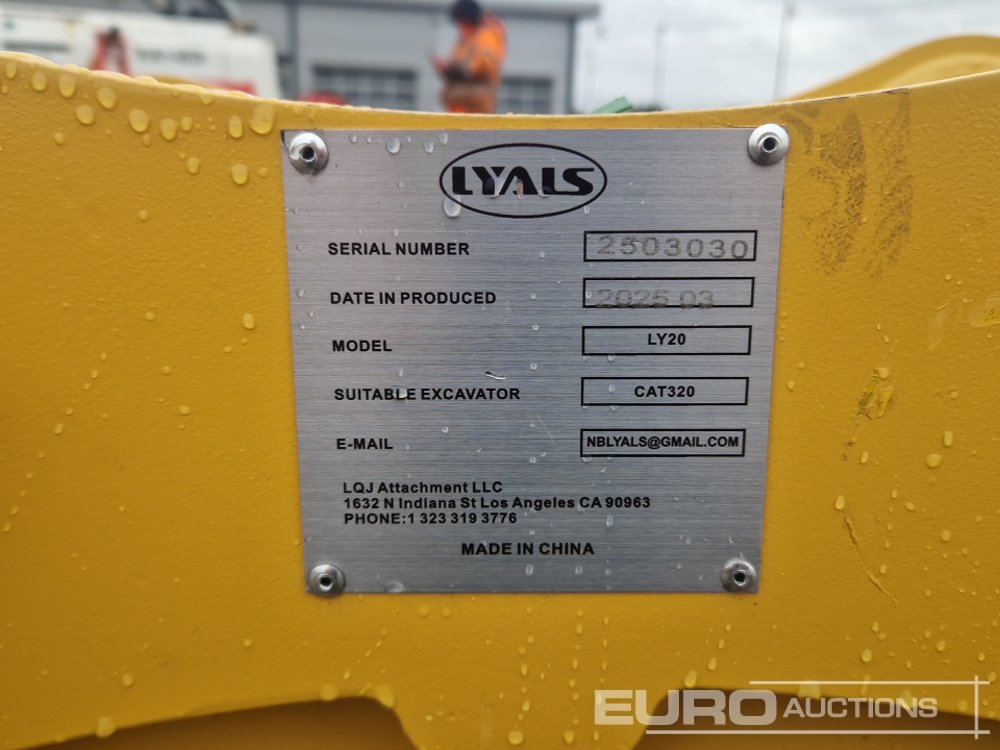 LYALS
SERIAL NUMBER 2503030
DATE IN PRODUCED 2025 03
MODEL LY20
SUITABLE EXCAVATOR CAT320
E-MAIL NBLYALS@GMAIL.COM
LQJ Attachment LLC
1632 N Indiana St Los Angeles CA 90963
PHONE:1 323 319 3776
MADE IN CHINA
EURO AUCTIONS